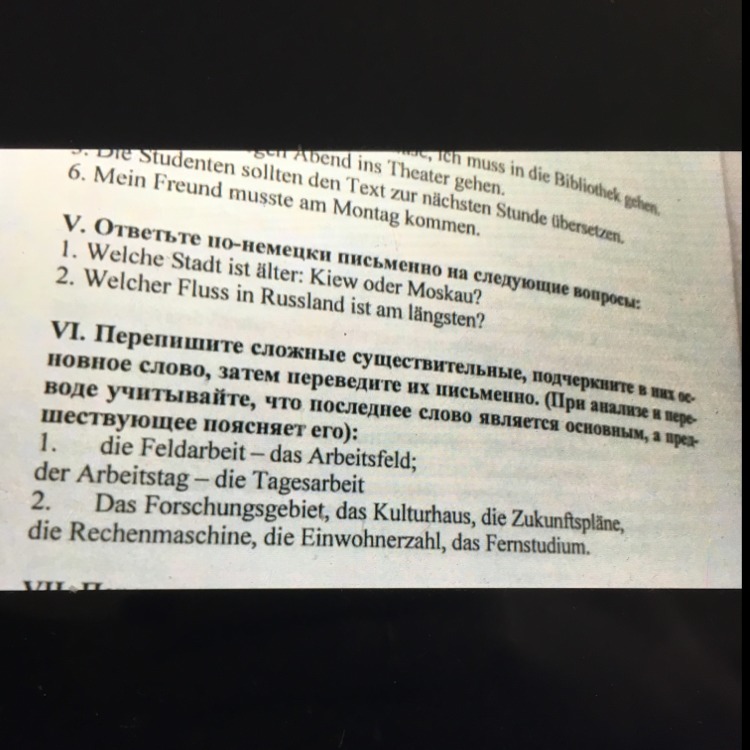 ich muss in die Bibliothek gehen.
Abend ins Theater gehen.
5. Die Studenten sollten den Text zur nächsten Stunde übersetzen.
6. Mein Freund musste am Montag kommen.
V. Ответьте по-немецки письменно на следующие вопросы:
1. Welche Stadt ist älter: Kiew oder Moskau?
2. Welcher Fluss in Russland ist am längsten?
VI. Перепишите сложные существительные, подчеркните в них ос-
новное слово, затем переведите их письменно. (При анализе и пере-
воде учитывайте, что последнее слово является основным, а пред-
шествующее поясняет его):
1. die Feldarbeit – das Arbeitsfeld;
der Arbeitstag – die Tagesarbeit
2. Das Forschungsgebiet, das Kulturhaus, die Zukunftspläne,
die Rechenmaschine, die Einwohnerzahl, das Fernstudium.